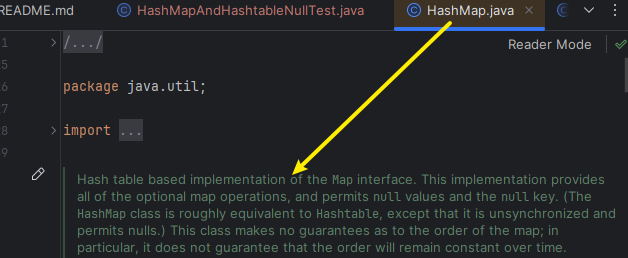 README.md HashMapAndHashtableNullTest.java HashMap.java
Reader Mode
1 /.../
5
6 package java.util;
7
8 import ...
9
Hash table based implementation of the Map interface. This implementation provides
all of the optional map operations, and permits null values and the null key. (The
HashMap class is roughly equivalent to Hashtable, except that it is unsynchronized and
permits nulls.) This class makes no guarantees as to the order of the map; in
particular, it does not guarantee that the order will remain constant over time.